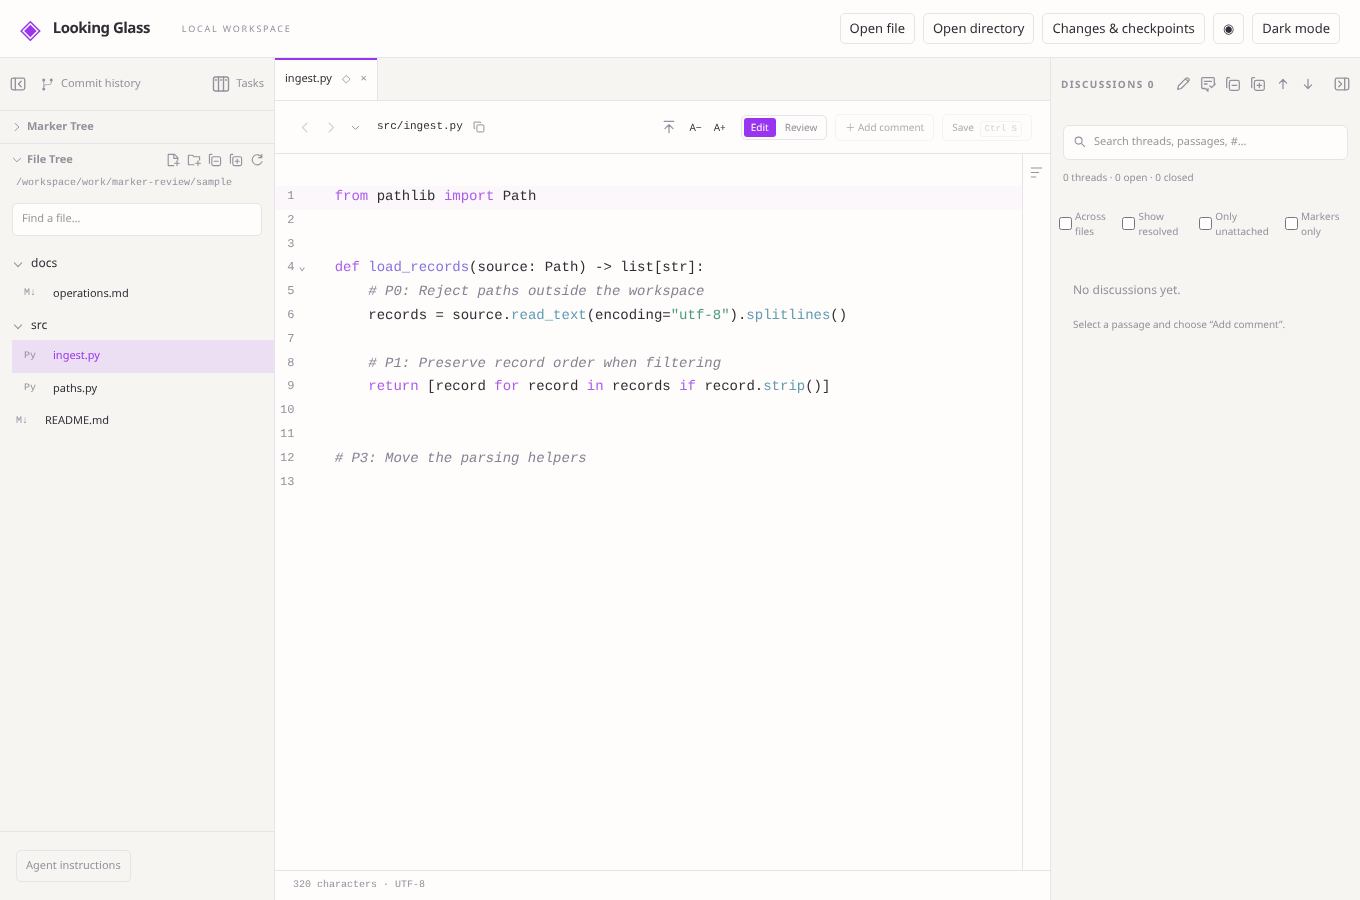 Looking Glass
LOCAL WORKSPACE
Open file
Open directory
Changes & checkpoints
Dark mode
Commit history
Tasks
Marker Tree
File Tree
/workspace/work/marker-review/sample
Find a file...
docs
M↓ operations.md
src
Py ingest.py
Py paths.py
M↓ README.md
Agent instructions
ingest.py ◇ ×
src/ingest.py
A− A+
Edit Review
+ Add comment
Save Ctrl S
1 from pathlib import Path
2
3
4 def load_records(source: Path) -> list[str]:
5     # P0: Reject paths outside the workspace
6     records = source.read_text(encoding="utf-8").splitlines()
7
8     # P1: Preserve record order when filtering
9     return [record for record in records if record.strip()]
10
11
12 # P3: Move the parsing helpers
13
320 characters · UTF-8
DISCUSSIONS 0
Search threads, passages, #...
0 threads · 0 open · 0 closed
Across files
Show resolved
Only unattached
Markers only
No discussions yet.
Select a passage and choose “Add comment”.